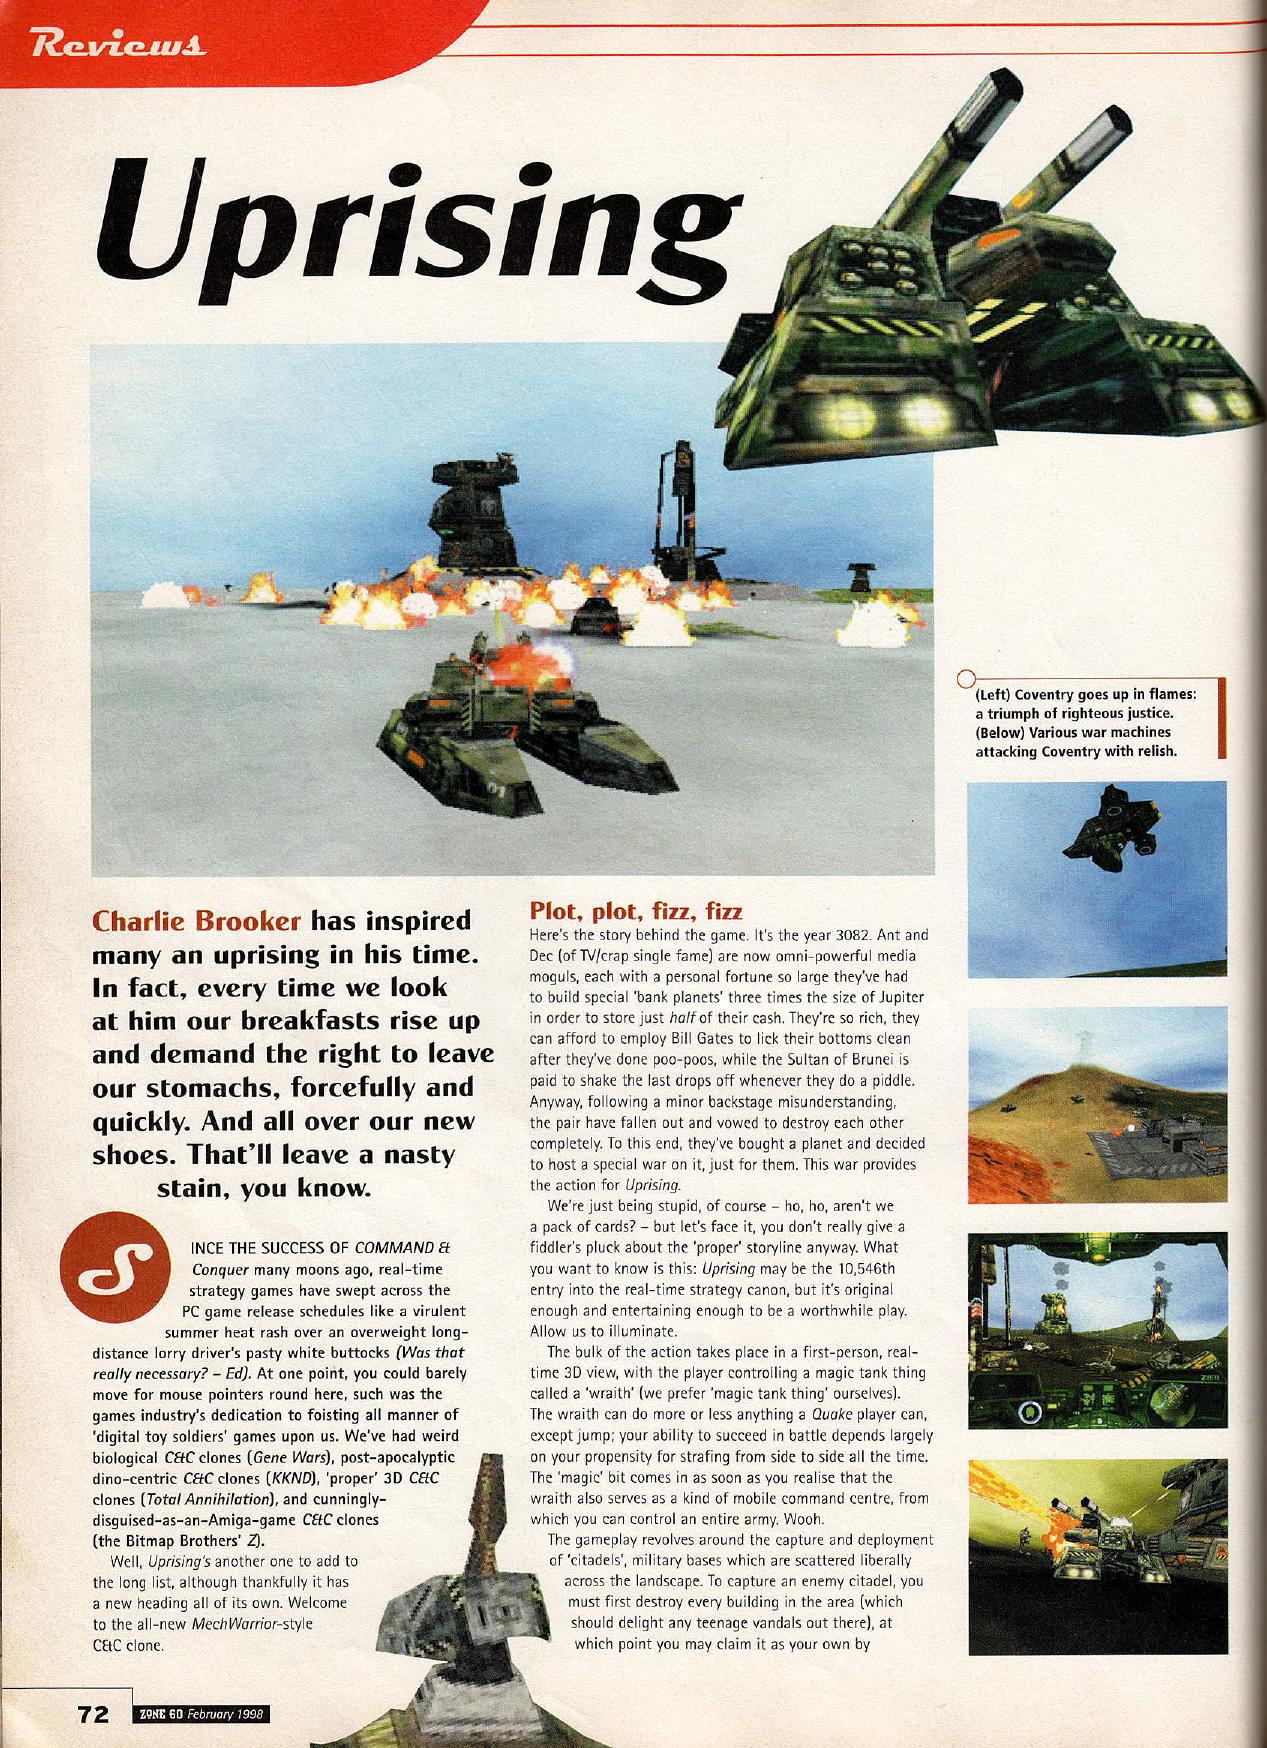 Reviews
Uprising
(Left) Coventry goes up in flames:
a triumph of righteous justice.
(Below) Various war machines
attacking Coventry with relish.
Charlie Brooker has inspired
many an uprising in his time.
In fact, every time we look
at him our breakfasts rise up
and demand the right to leave
our stomachs, forcefully and
quickly. And all over our new
shoes. That'll leave a nasty
stain, you know.
SINCE THE SUCCESS OF COMMAND &
Conquer many moons ago, real-time
strategy games have swept across the
PC game release schedules like a virulent
summer heat rash over an overweight long-
distance lorry driver's pasty white buttocks (Was that
really necessary? – Ed). At one point, you could barely
move for mouse pointers round here, such was the
games industry's dedication to foisting all manner of
'digital toy soldiers' games upon us. We've had weird
biological C&C clones (Gene Wars), post-apocalyptic
dino-centric C&C clones (KKND), 'proper' 3D C&C
clones (Total Annihilation), and cunningly-
disguised-as-an-Amiga-game C&C clones
(the Bitmap Brothers' Z).
Well, Uprising's another one to add to
the long list, although thankfully it has
a new heading all of its own. Welcome
to the all-new MechWarrior-style
C&C clone.
Plot, plot, fizz, fizz
Here's the story behind the game. It's the year 3082. Ant and
Dec (of TV/crap single fame) are now omni-powerful media
moguls, each with a personal fortune so large they've had
to build special 'bank planets' three times the size of Jupiter
in order to store just half of their cash. They're so rich, they
can afford to employ Bill Gates to lick their bottoms clean
after they've done poo-poos, while the Sultan of Brunei is
paid to shake the last drops off whenever they do a piddle.
Anyway, following a minor backstage misunderstanding,
the pair have fallen out and vowed to destroy each other
completely. To this end, they've bought a planet and decided
to host a special war on it, just for them. This war provides
the action for Uprising.
We're just being stupid, of course – ho, ho, aren't we
a pack of cards? – but let's face it, you don't really give a
fiddler's pluck about the 'proper' storyline anyway. What
you want to know is this: Uprising may be the 10,546th
entry into the real-time strategy canon, but it's original
enough and entertaining enough to be a worthwhile play.
Allow us to illuminate.
The bulk of the action takes place in a first-person, real-
time 3D view, with the player controlling a magic tank thing
called a 'wraith' (we prefer 'magic tank thing' ourselves).
The wraith can do more or less anything a Quake player can,
except jump; your ability to succeed in battle depends largely
on your propensity for strafing from side to side all the time.
The 'magic' bit comes in as soon as you realise that the
wraith also serves as a kind of mobile command centre, from
which you can control an entire army. Wooh.
The gameplay revolves around the capture and deployment
of 'citadels', military bases which are scattered liberally
across the landscape. To capture an enemy citadel, you
must first destroy every building in the area (which
should delight any teenage vandals out there), at
which point you may claim it as your own by
01
72
ZONE 60 February 1998